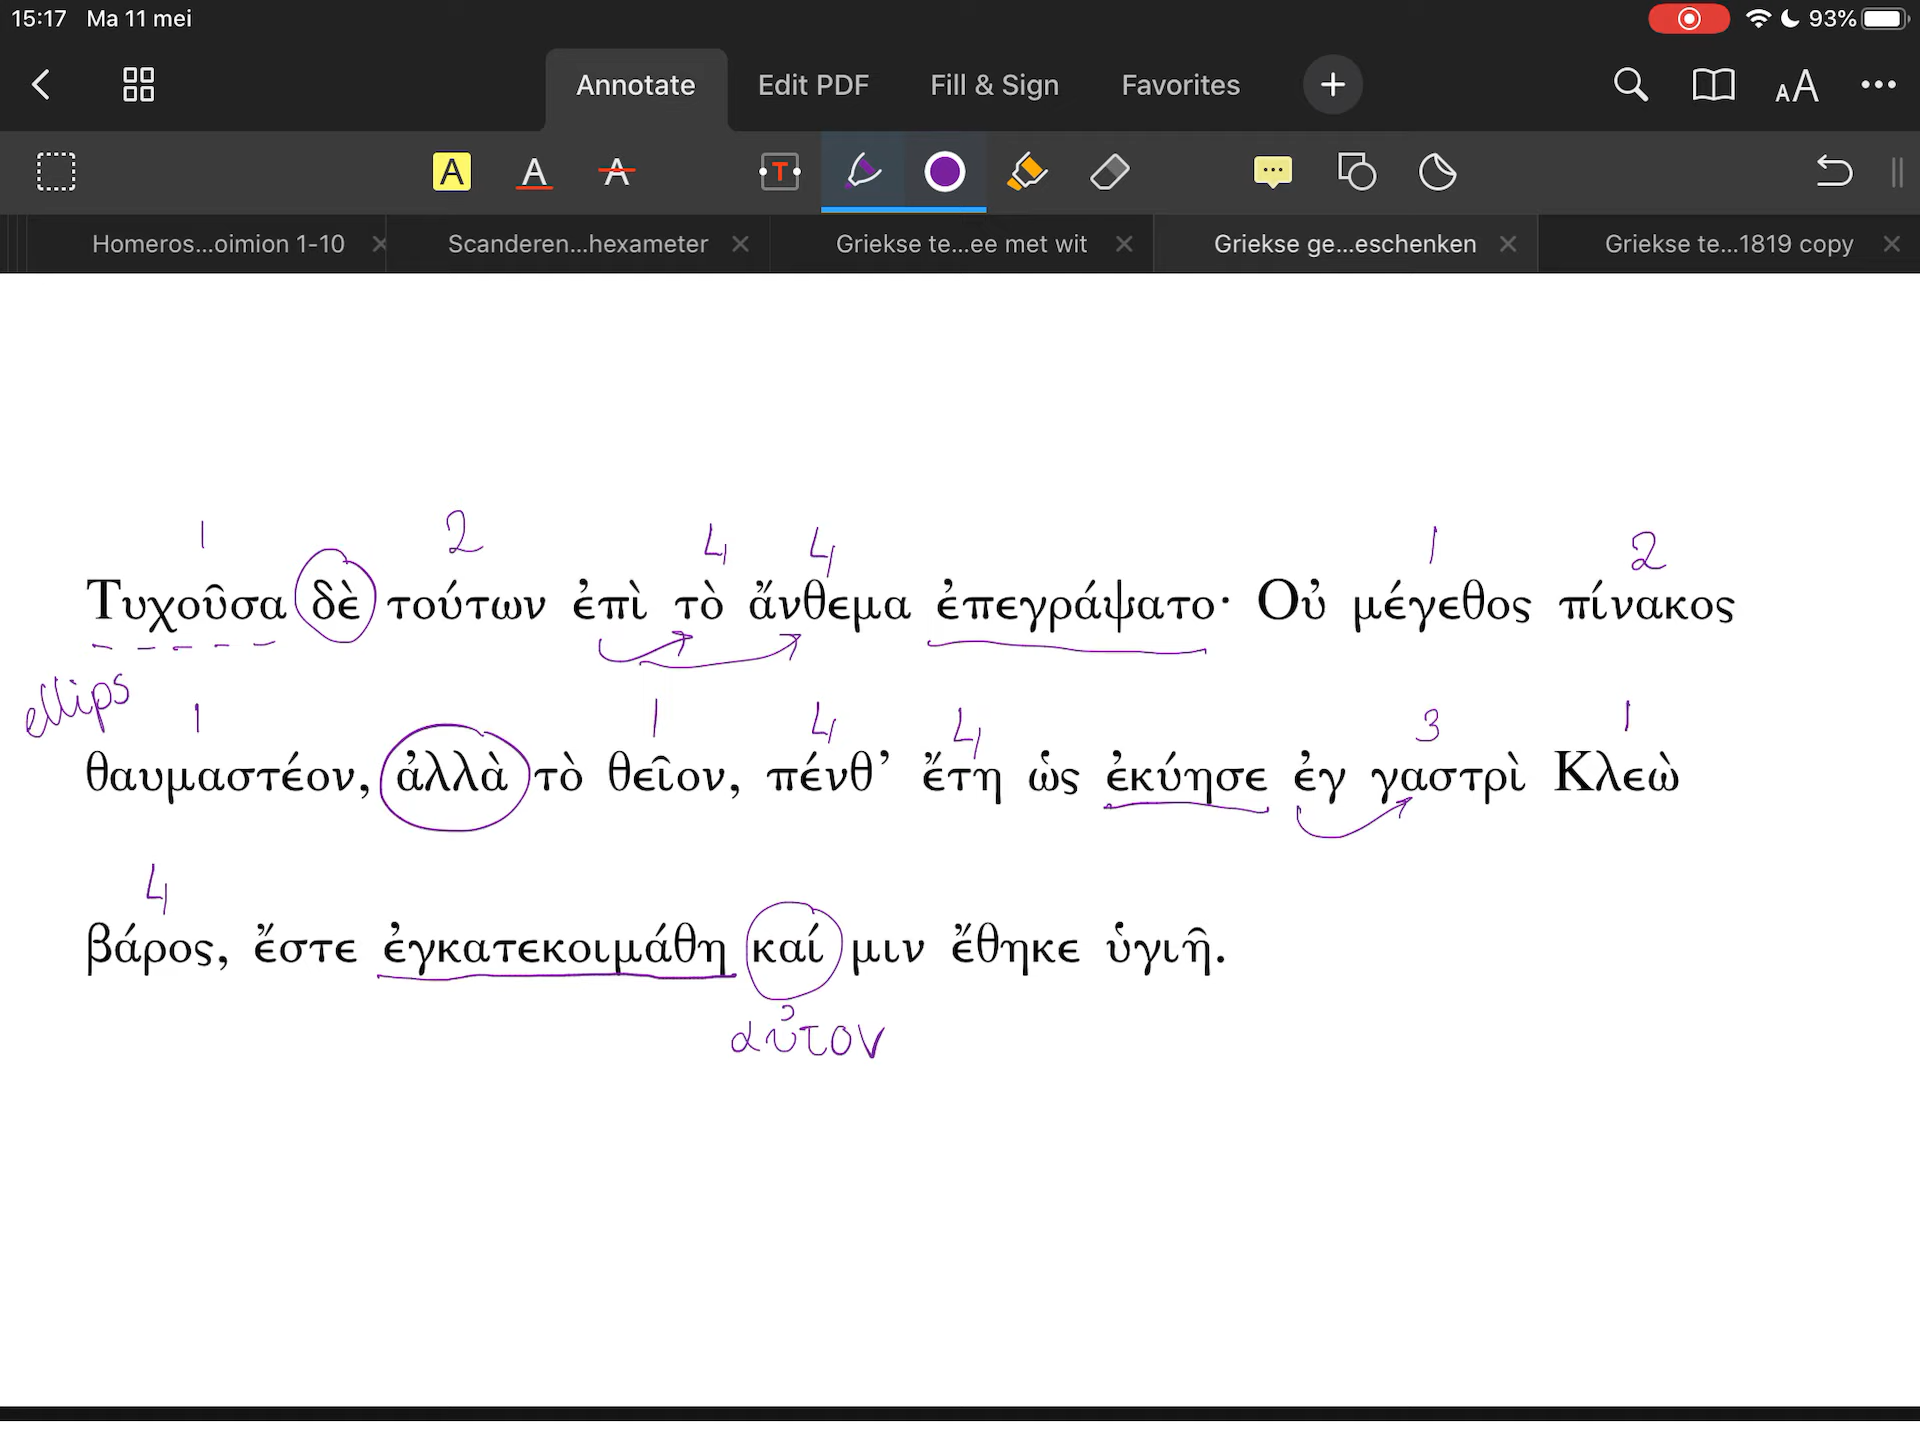 15:17 Ma 11 mei 93%
Annotate Edit PDF Fill & Sign Favorites
A A A T AA
Homeros...oimion 1-10 Scanderen...hexameter Griekse te...ee met wit Griekse ge...eschenken Griekse te...1819 copy
1 2 4 4 1 2
Τυχοῦσα δὲ τούτων ἐπὶ τὸ ἄνθεμα ἐπεγράψατο· Οὐ μέγεθος πίνακος
ellips 1 1 4 4 3 1
θαυμαστέον, ἀλλὰ τὸ θεῖον, πένθ’ ἔτη ὡς ἐκύησε ἐγ γαστρὶ Κλεὼ
4
βάρος, ἔστε ἐγκατεκοιμάθη καί μιν ἔθηκε ὑγιῆ.
αὐτον